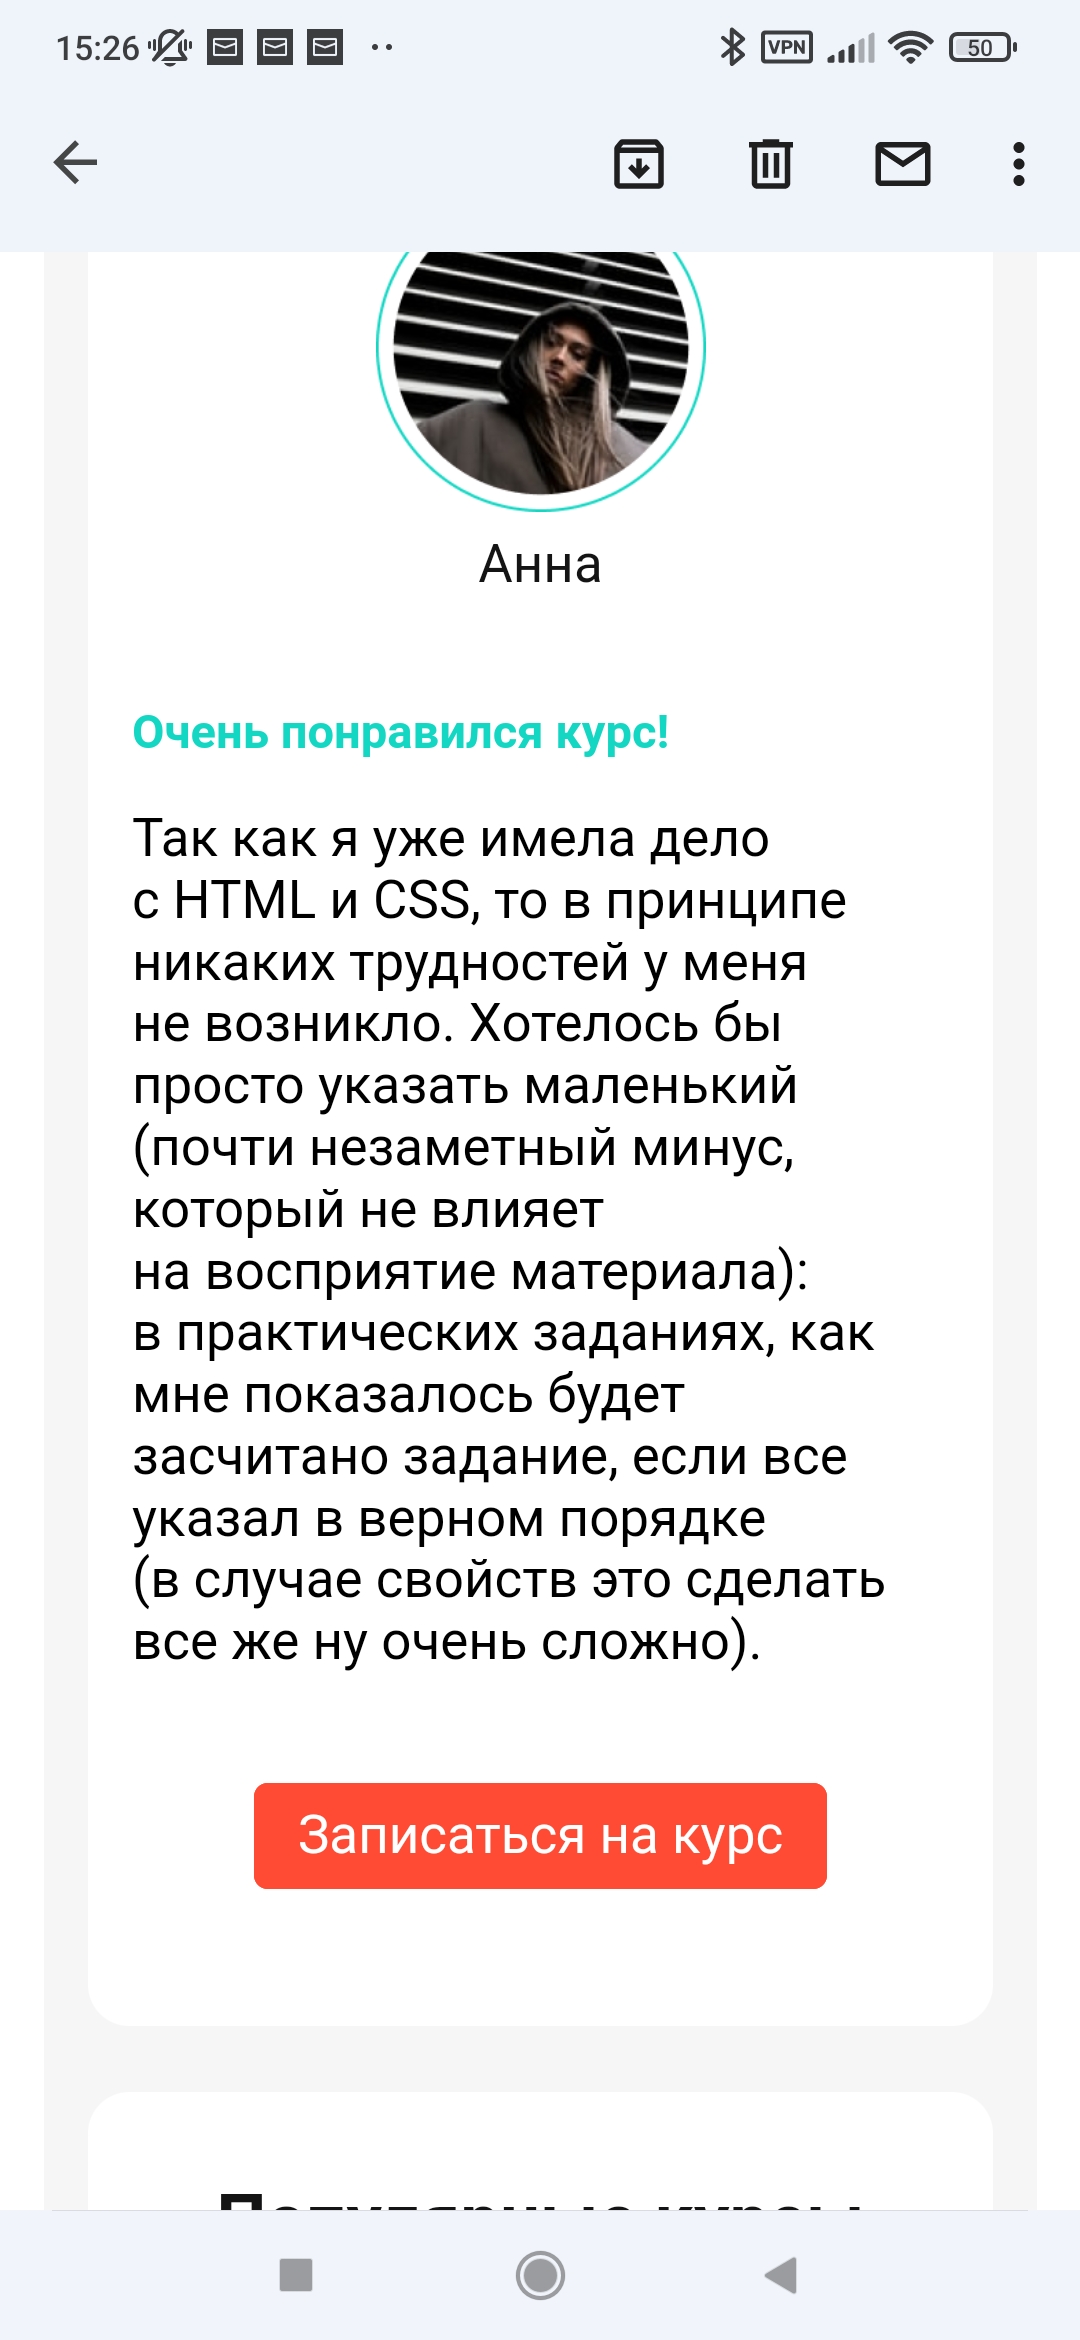 15:26
VPN
50
Анна
Очень понравился курс!
Так как я уже имела дело
с HTML и CSS, то в принципе
никаких трудностей у меня
не возникло. Хотелось бы
просто указать маленький
(почти незаметный минус,
который не влияет
на восприятие материала):
в практических заданиях, как
мне показалось будет
засчитано задание, если все
указал в верном порядке
(в случае свойств это сделать
все же ну очень сложно).
Записаться на курс
Популярные курсы